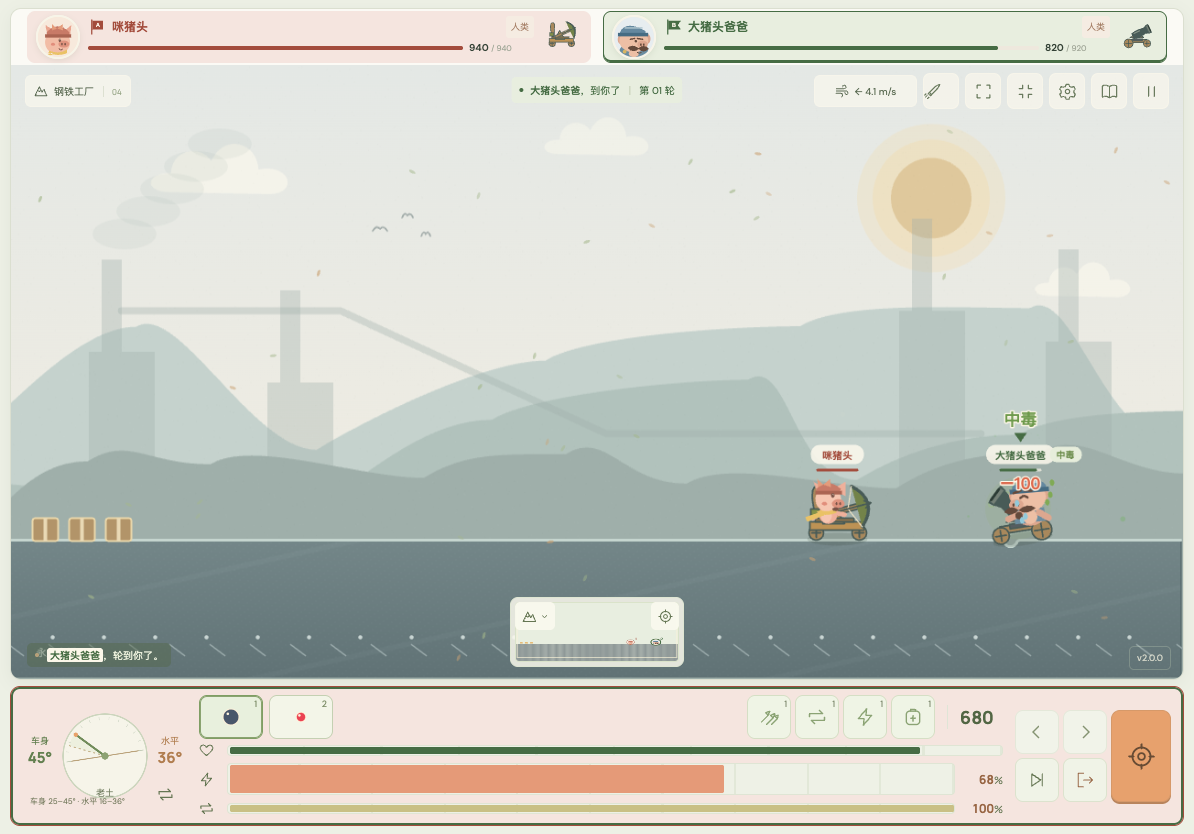 咪猪头
人类
940 / 940
大猪头爸爸
人类
820 / 920
钢铁工厂 04
大猪头爸爸，到你了 第 01 轮
← 4.1 m/s
中毒
咪猪头
大猪头爸爸 中毒
−100
大猪头爸爸，轮到你了。
v2.0.0
车身
45°
水平
36°
老土
车身 25–45° · 水平 16–36°
1
2
1
1
1
1
680
68%
100%